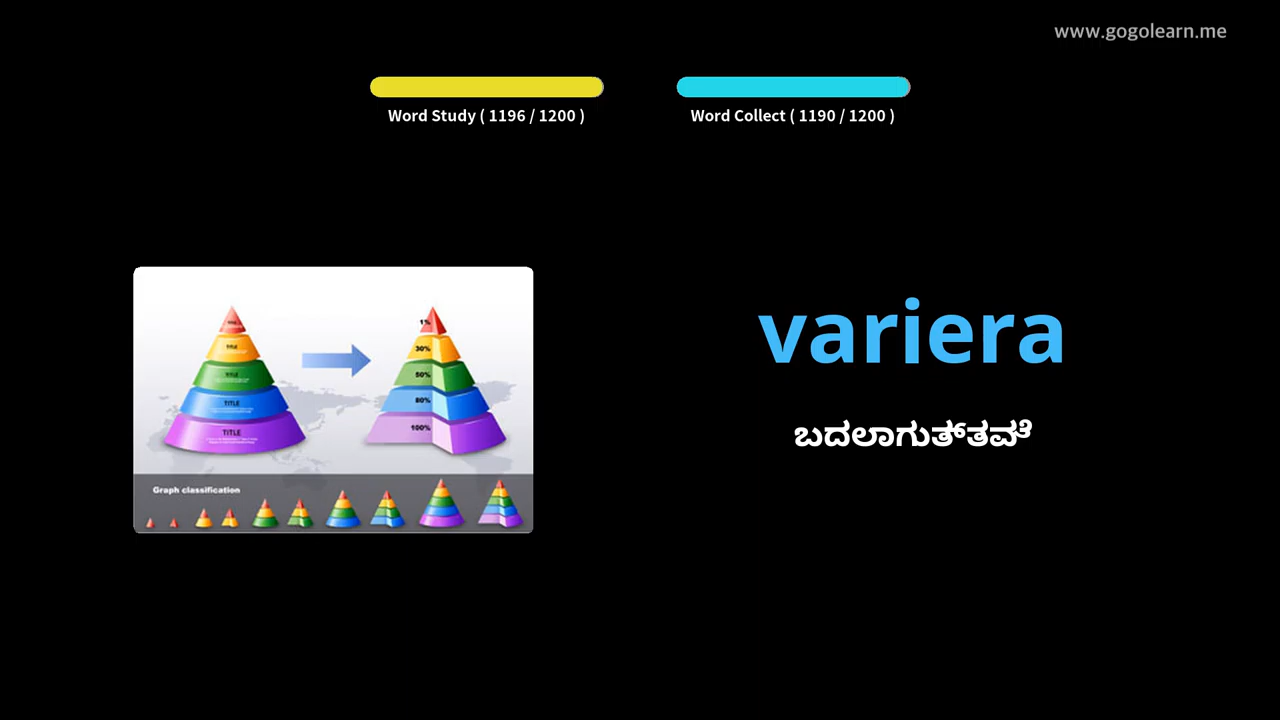 www.gogolearn.me
Word Study ( 1196 / 1200 )
Word Collect ( 1190 / 1200 )
variera
ಬದಲಾಗುತ್ತವೆ
TITLE
TITLE
TITLE
TITLE
1%
30%
50%
80%
100%
Graph classification